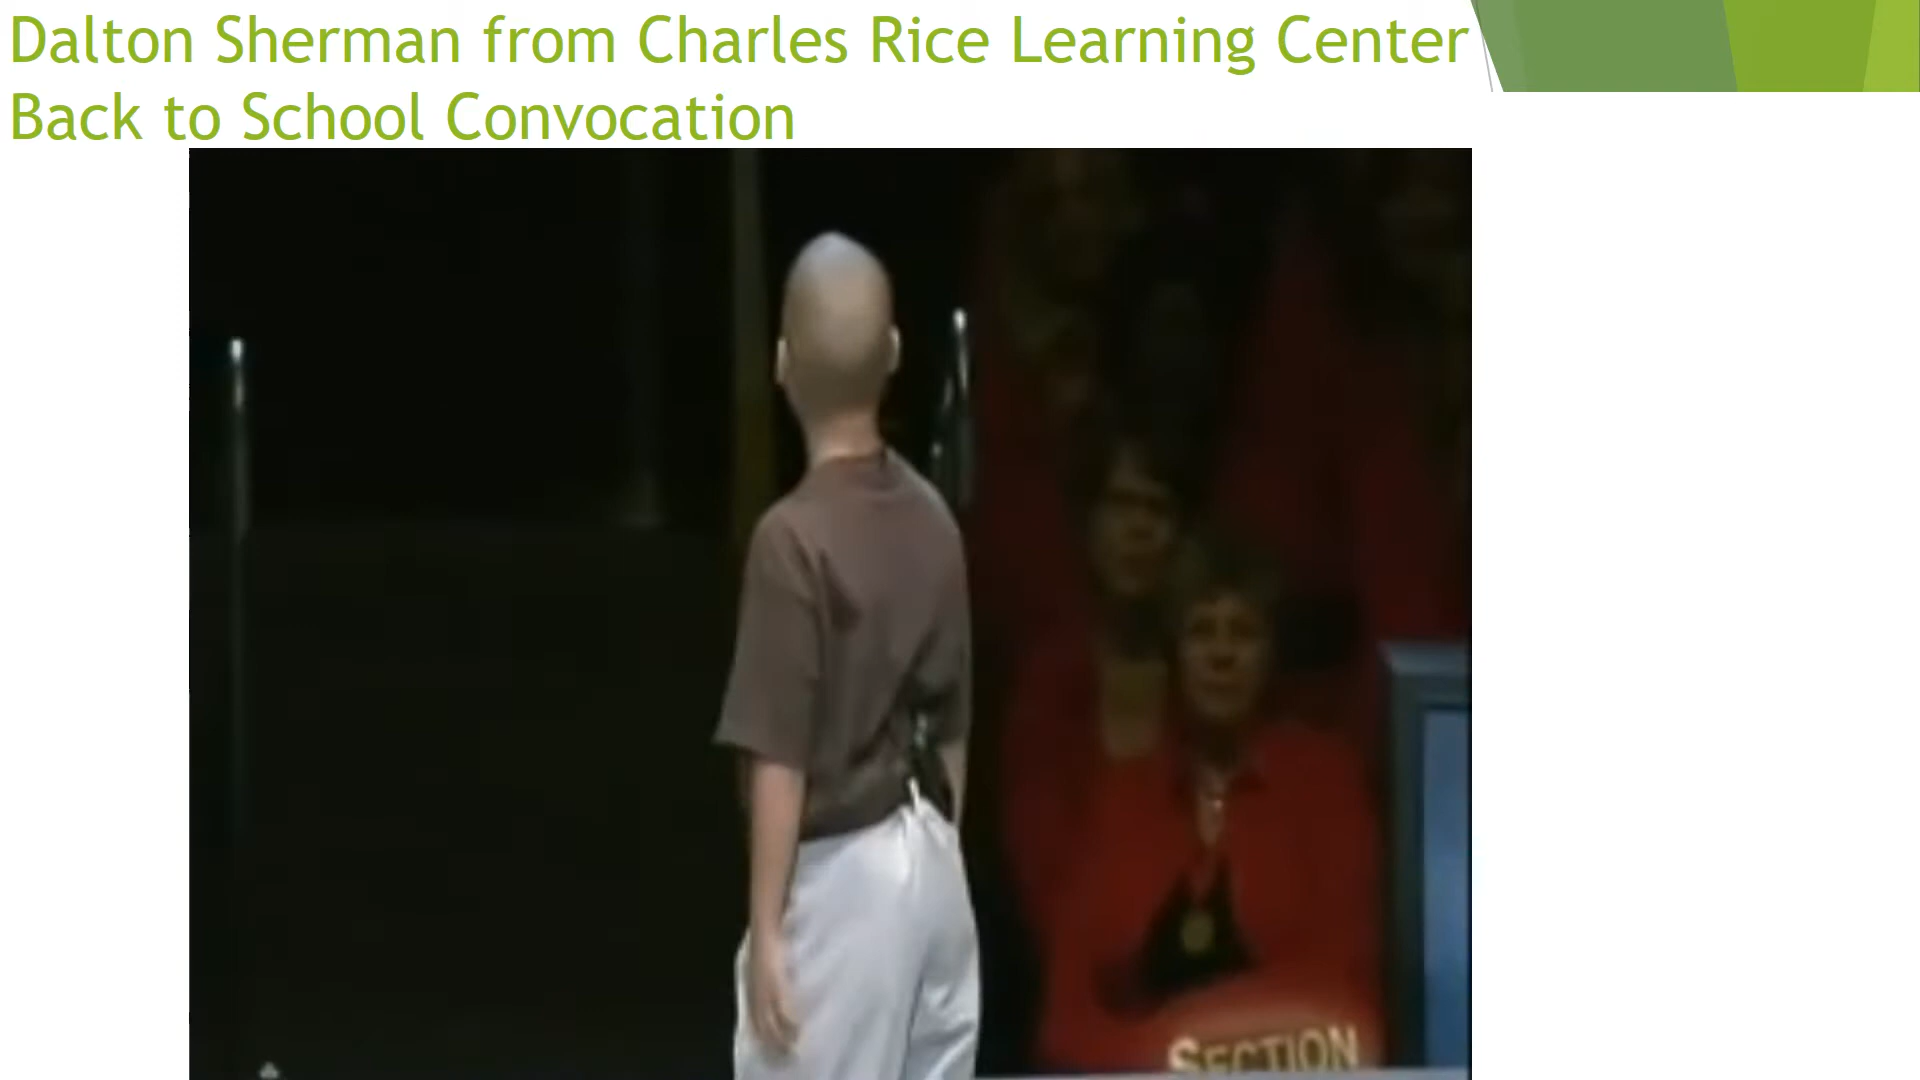 Dalton Sherman from Charles Rice Learning Center
Back to School Convocation
SECTION